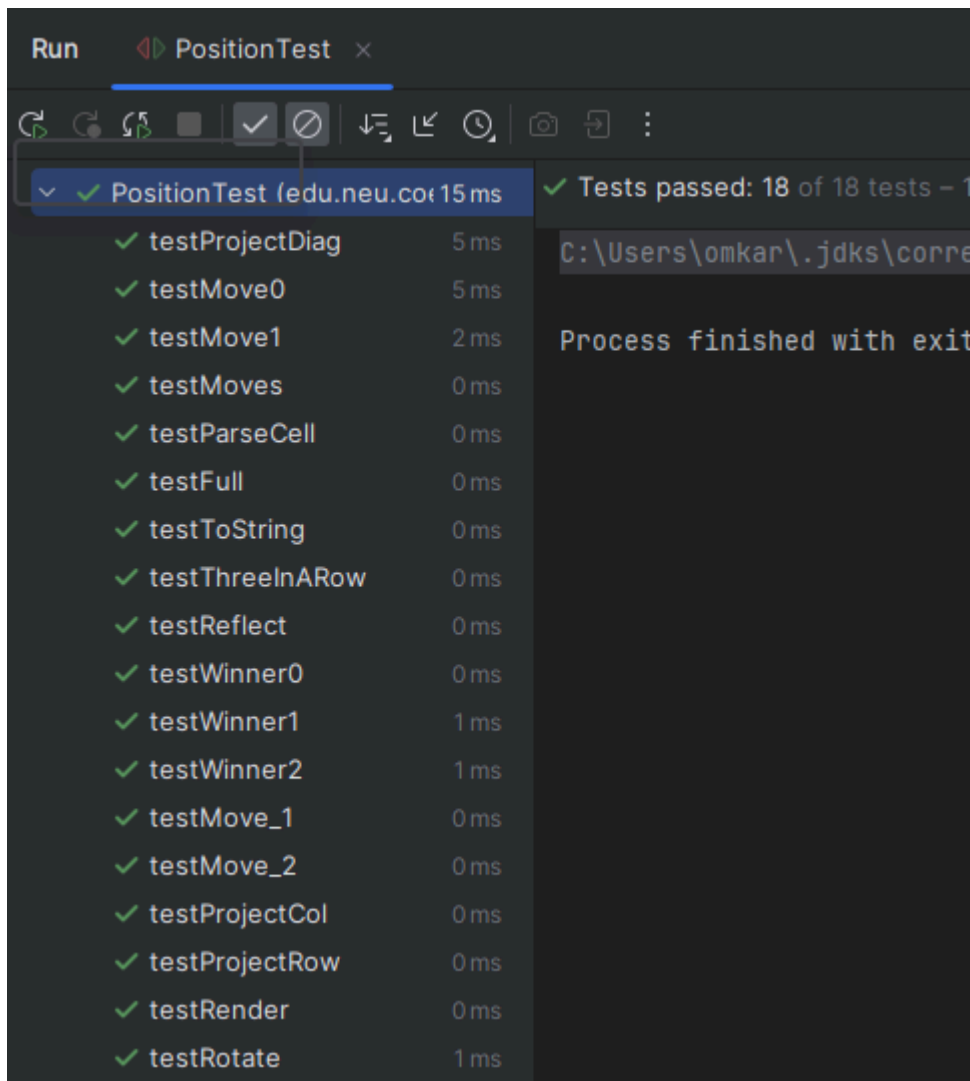 Run PositionTest
PositionTest (edu.neu.coe 15 ms
testProjectDiag 5 ms
testMove0 5 ms
testMove1 2 ms
testMoves 0 ms
testParseCell 0 ms
testFull 0 ms
testToString 0 ms
testThreeInARow 0 ms
testReflect 0 ms
testWinner0 0 ms
testWinner1 1 ms
testWinner2 1 ms
testMove_1 0 ms
testMove_2 0 ms
testProjectCol 0 ms
testProjectRow 0 ms
testRender 0 ms
testRotate 1 ms
Tests passed: 18 of 18 tests – 1
C:\Users\omkar\.jdks\corre
Process finished with exit